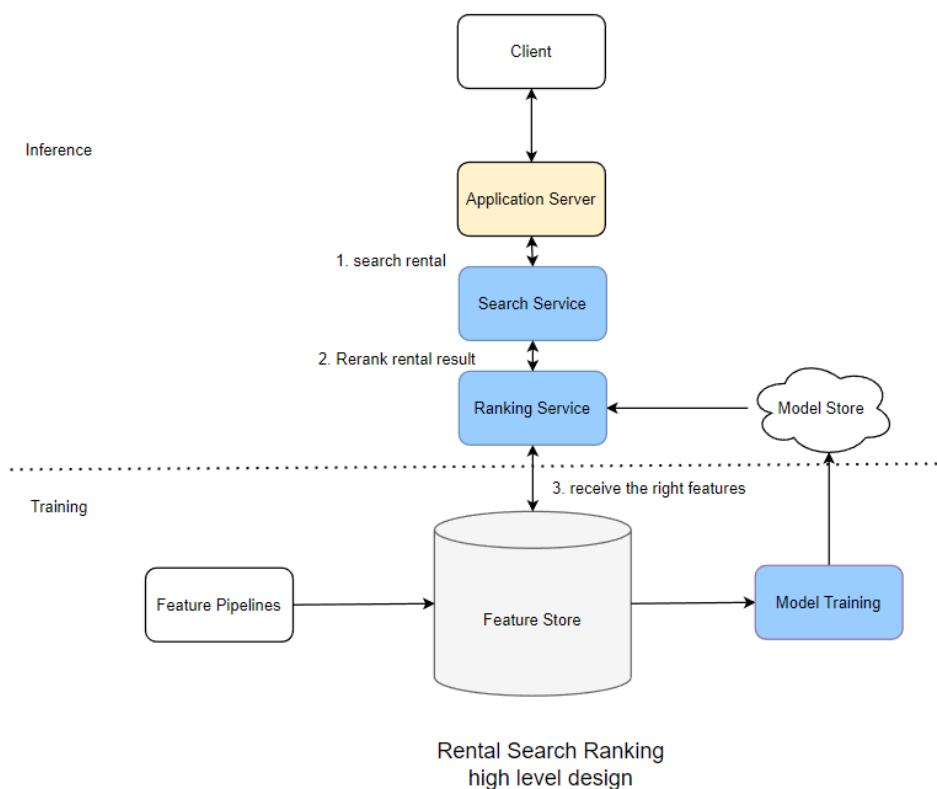 Client
Inference
Application Server
1. search rental
Search Service
2. Rerank rental result
Ranking Service
Model Store
3. receive the right features
Training
Feature Pipelines
Feature Store
Model Training
Rental Search Ranking
high level design